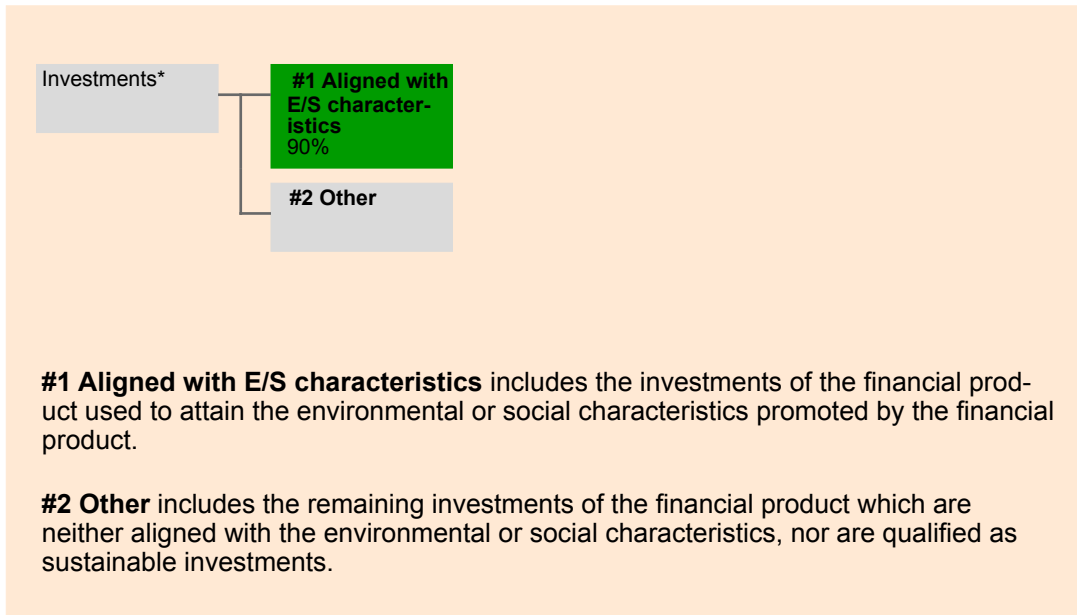 Investments*
#1 Aligned with
E/S character-
istics
90%
#2 Other
#1 Aligned with E/S characteristics includes the investments of the financial prod-
uct used to attain the environmental or social characteristics promoted by the financial
product.
#2 Other includes the remaining investments of the financial product which are
neither aligned with the environmental or social characteristics, nor are qualified as
sustainable investments.